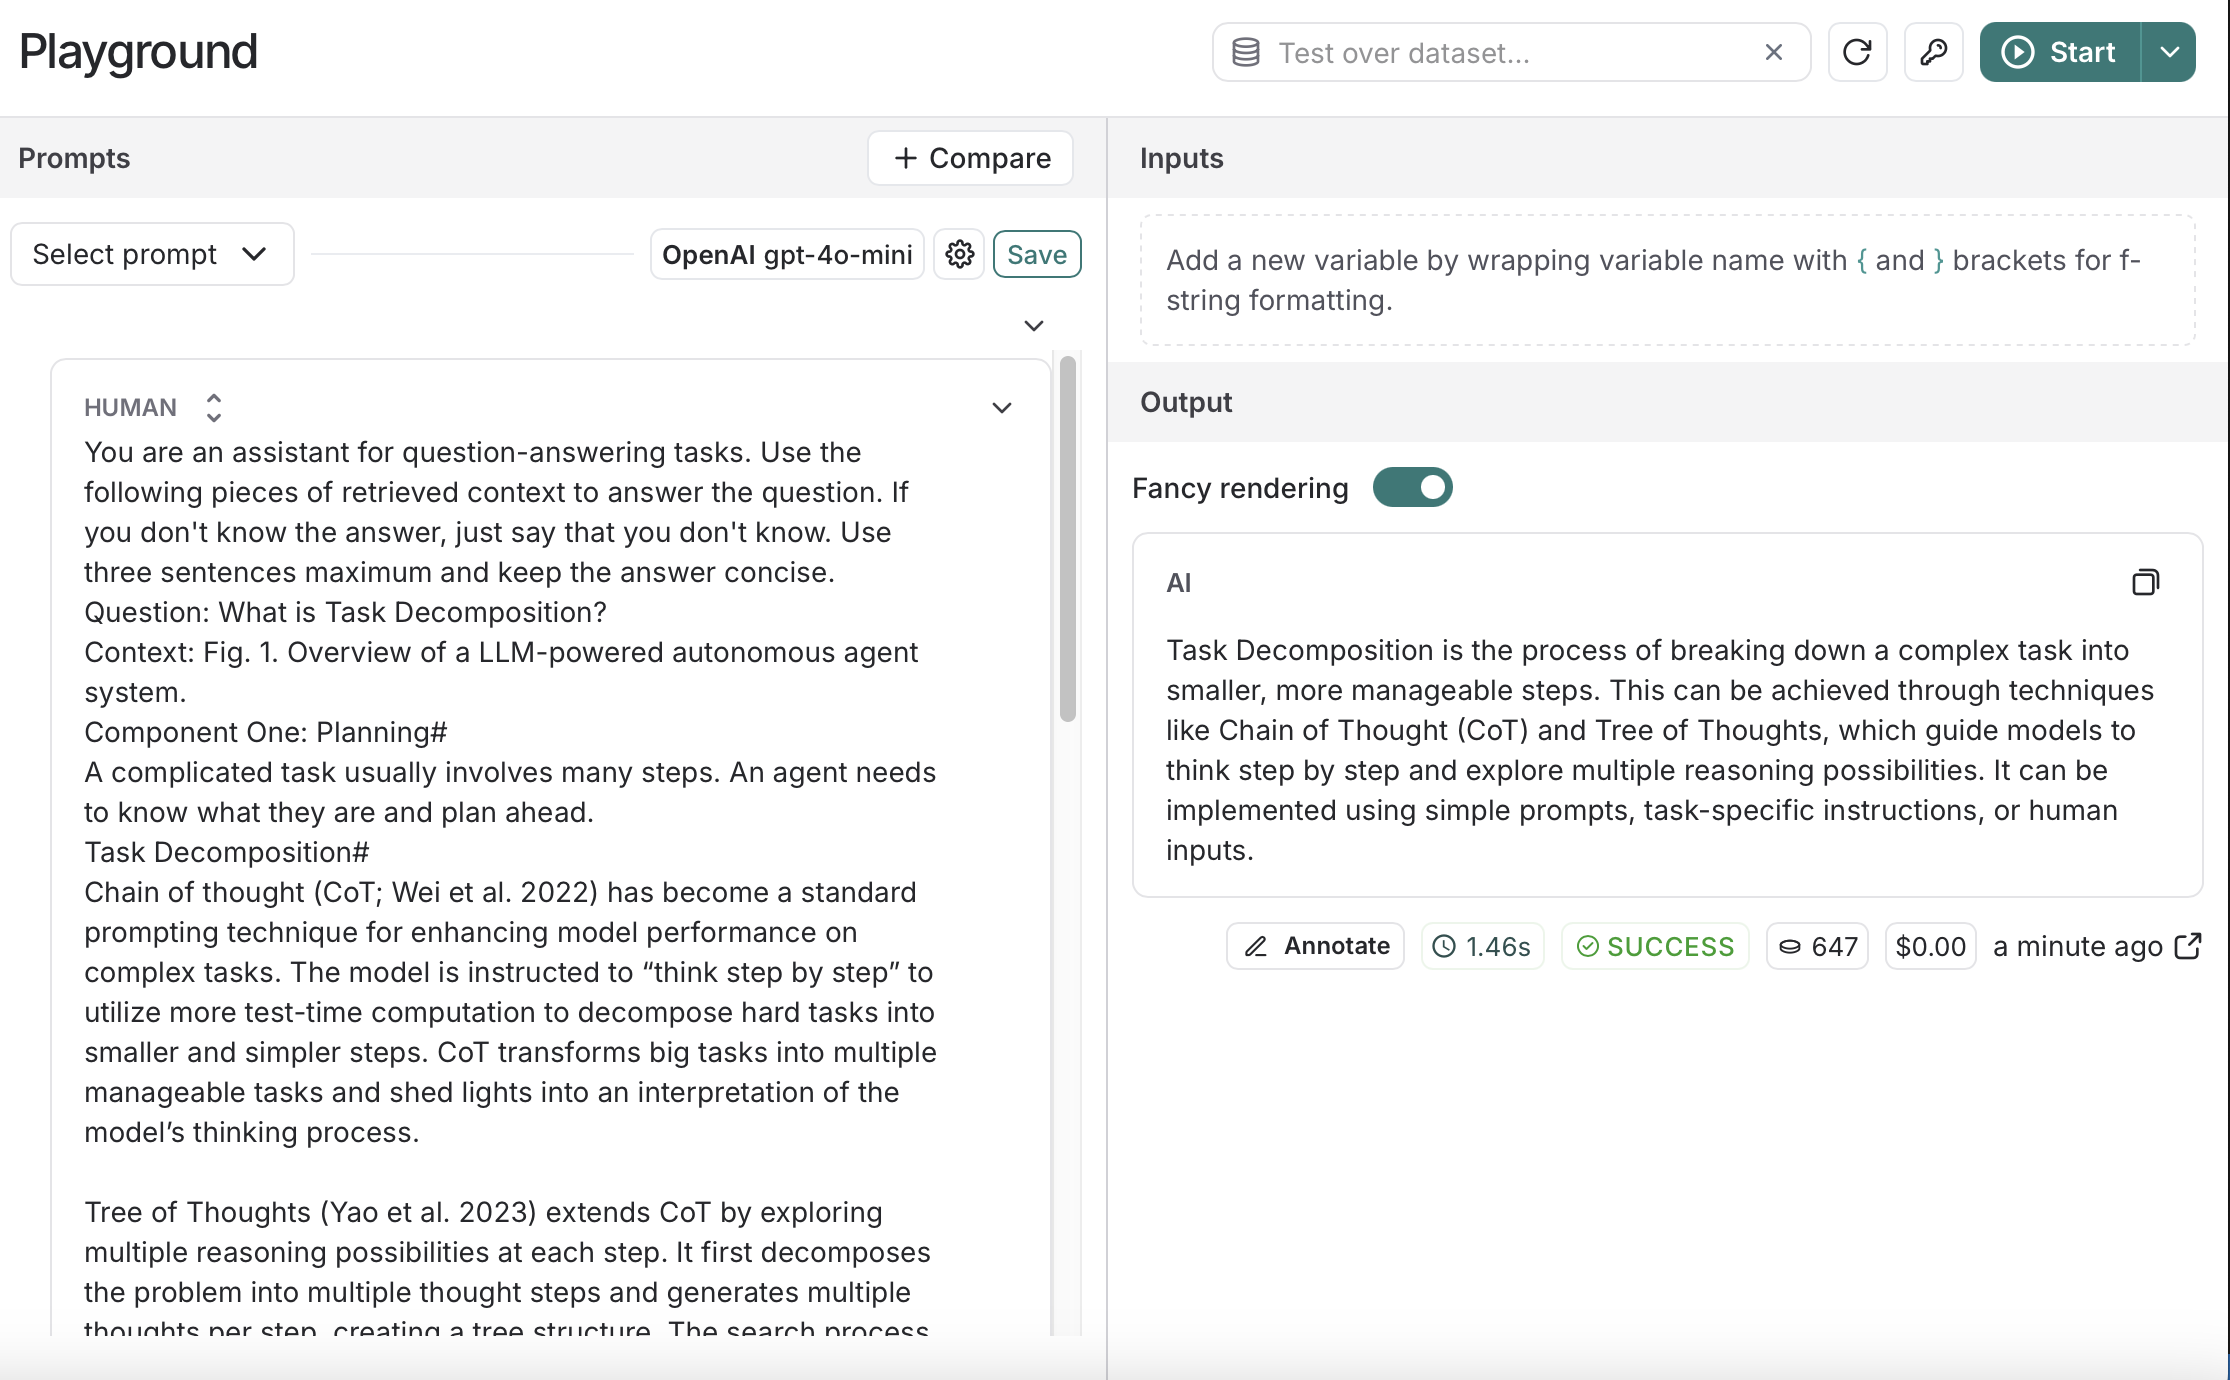 Playground
Test over dataset...
Start
Prompts
Compare
Select prompt
OpenAI gpt-4o-mini
Save
HUMAN
You are an assistant for question-answering tasks. Use the
following pieces of retrieved context to answer the question. If
you don't know the answer, just say that you don't know. Use
three sentences maximum and keep the answer concise.
Question: What is Task Decomposition?
Context: Fig. 1. Overview of a LLM-powered autonomous agent
system.
Component One: Planning#
A complicated task usually involves many steps. An agent needs
to know what they are and plan ahead.
Task Decomposition#
Chain of thought (CoT; Wei et al. 2022) has become a standard
prompting technique for enhancing model performance on
complex tasks. The model is instructed to “think step by step” to
utilize more test-time computation to decompose hard tasks into
smaller and simpler steps. CoT transforms big tasks into multiple
manageable tasks and shed lights into an interpretation of the
model’s thinking process.
Tree of Thoughts (Yao et al. 2023) extends CoT by exploring
multiple reasoning possibilities at each step. It first decomposes
the problem into multiple thought steps and generates multiple
thoughts per step, creating a tree structure. The search process
Inputs
Add a new variable by wrapping variable name with { and } brackets for f-
string formatting.
Output
Fancy rendering
AI
Task Decomposition is the process of breaking down a complex task into
smaller, more manageable steps. This can be achieved through techniques
like Chain of Thought (CoT) and Tree of Thoughts, which guide models to
think step by step and explore multiple reasoning possibilities. It can be
implemented using simple prompts, task-specific instructions, or human
inputs.
Annotate
1.46s
SUCCESS
647
$0.00
a minute ago